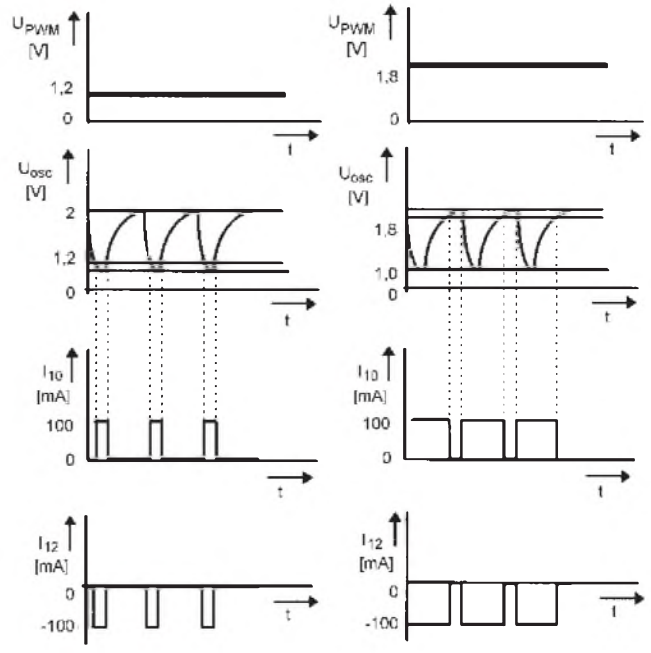 U_PWM
[V]
1,2
0
t
U_PWM
[V]
1,8
0
t
U_osc
[V]
2
1,2
0
t
U_osc
[V]
1,8
1,0
0
t
I_10
[mA]
100
0
t
I_10
[mA]
100
0
t
I_12
[mA]
0
-100
t
I_12
[mA]
0
-100
t